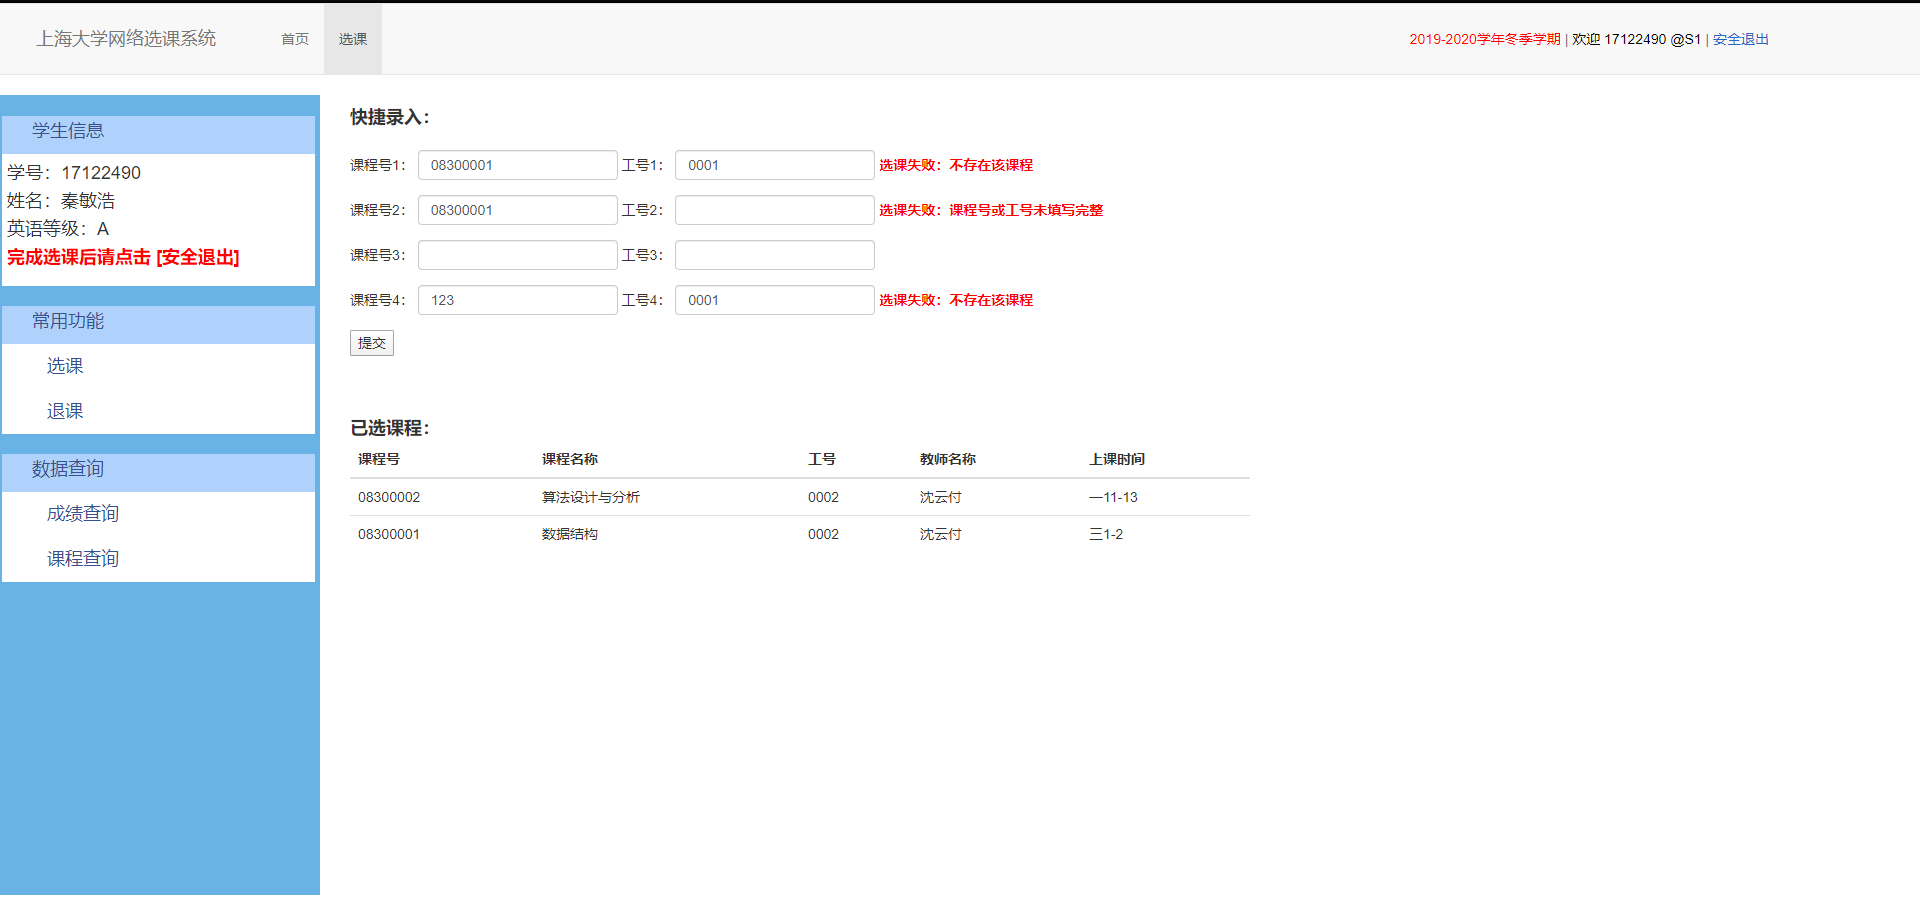 上海大学网络选课系统 首页 选课 2019-2020学年冬季学期 | 欢迎 17122490 @S1 | 安全退出
学生信息
学号：17122490
姓名：秦敏浩
英语等级：A
完成选课后请点击 [安全退出]
常用功能
选课
退课
数据查询
成绩查询
课程查询
快捷录入：
课程号1： 08300001 工号1： 0001 选课失败：不存在该课程
课程号2： 08300001 工号2： 选课失败：课程号或工号未填写完整
课程号3： 工号3：
课程号4： 123 工号4： 0001 选课失败：不存在该课程
提交
已选课程：
课程号 课程名称 工号 教师名称 上课时间
08300002 算法设计与分析 0002 沈云付 一11-13
08300001 数据结构 0002 沈云付 三1-2